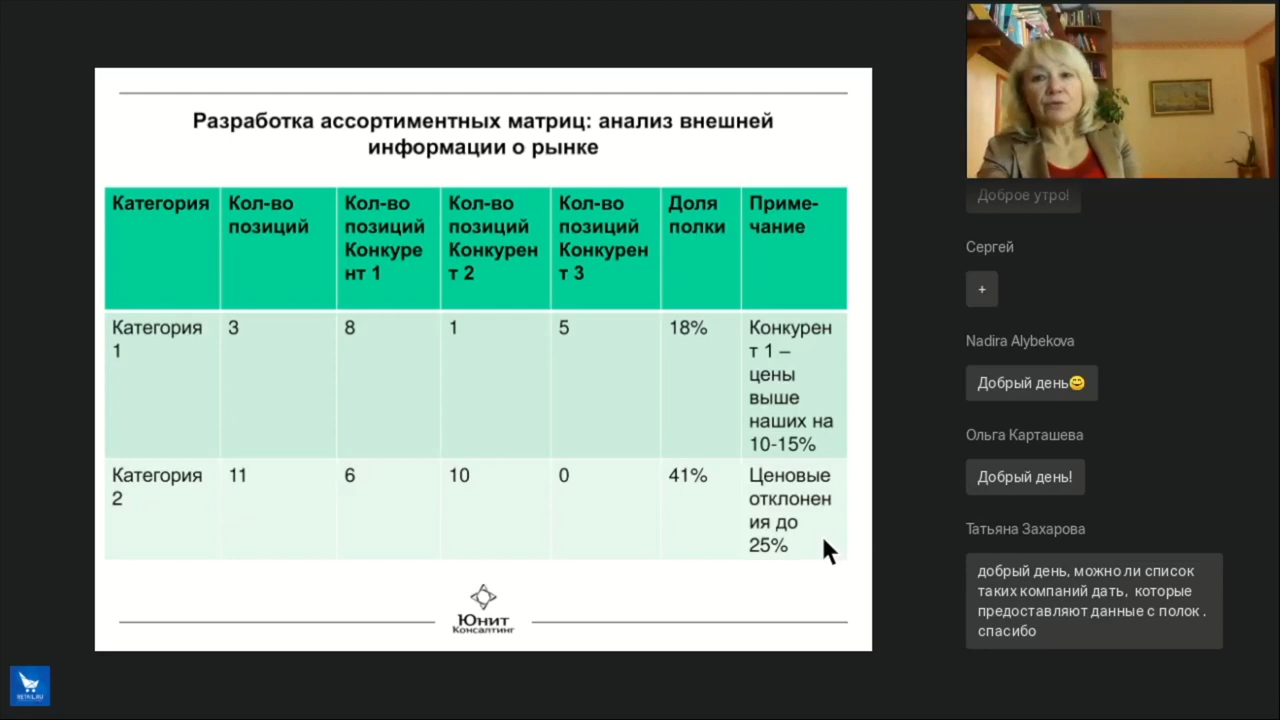 Разработка ассортиментных матриц: анализ внешней
информации о рынке
Категория
Кол-во
позиций
Кол-во
позиций
Конкуре
нт 1
Кол-во
позиций
Конкурен
т 2
Кол-во
позиций
Конкурен
т 3
Доля
полки
Приме-
чание
Категория
1
3
8
1
5
18%
Конкурен
т 1 –
цены
выше
наших на
10-15%
Категория
2
11
6
10
0
41%
Ценовые
отклонен
ия до
25%
Юнит
Консалтинг
Доброе утро!
Сергей
+
Nadira Alybekova
Добрый день😊
Ольга Карташева
Добрый день!
Татьяна Захарова
добрый день, можно ли список
таких компаний дать, которые
предоставляют данные с полок .
спасибо
RETAIL.RU